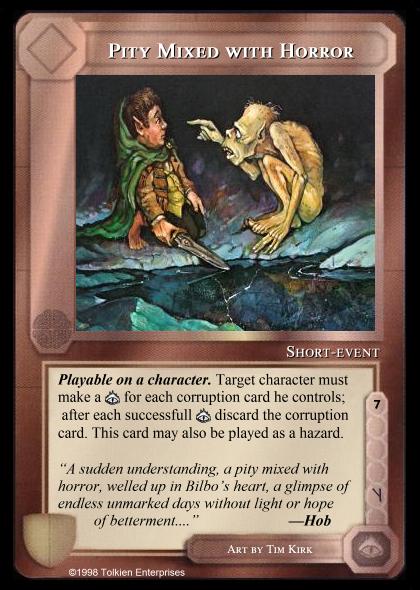 Pity Mixed with Horror
Short-event
Playable on a character. Target character must
make a for each corruption card he controls;
after each successfull discard the corruption
card. This card may also be played as a hazard.
7
“A sudden understanding, a pity mixed with
horror, welled up in Bilbo’s heart, a glimpse of
endless unmarked days without light or hope
of betterment....” —Hob
Art by Tim Kirk
©1998 Tolkien Enterprises